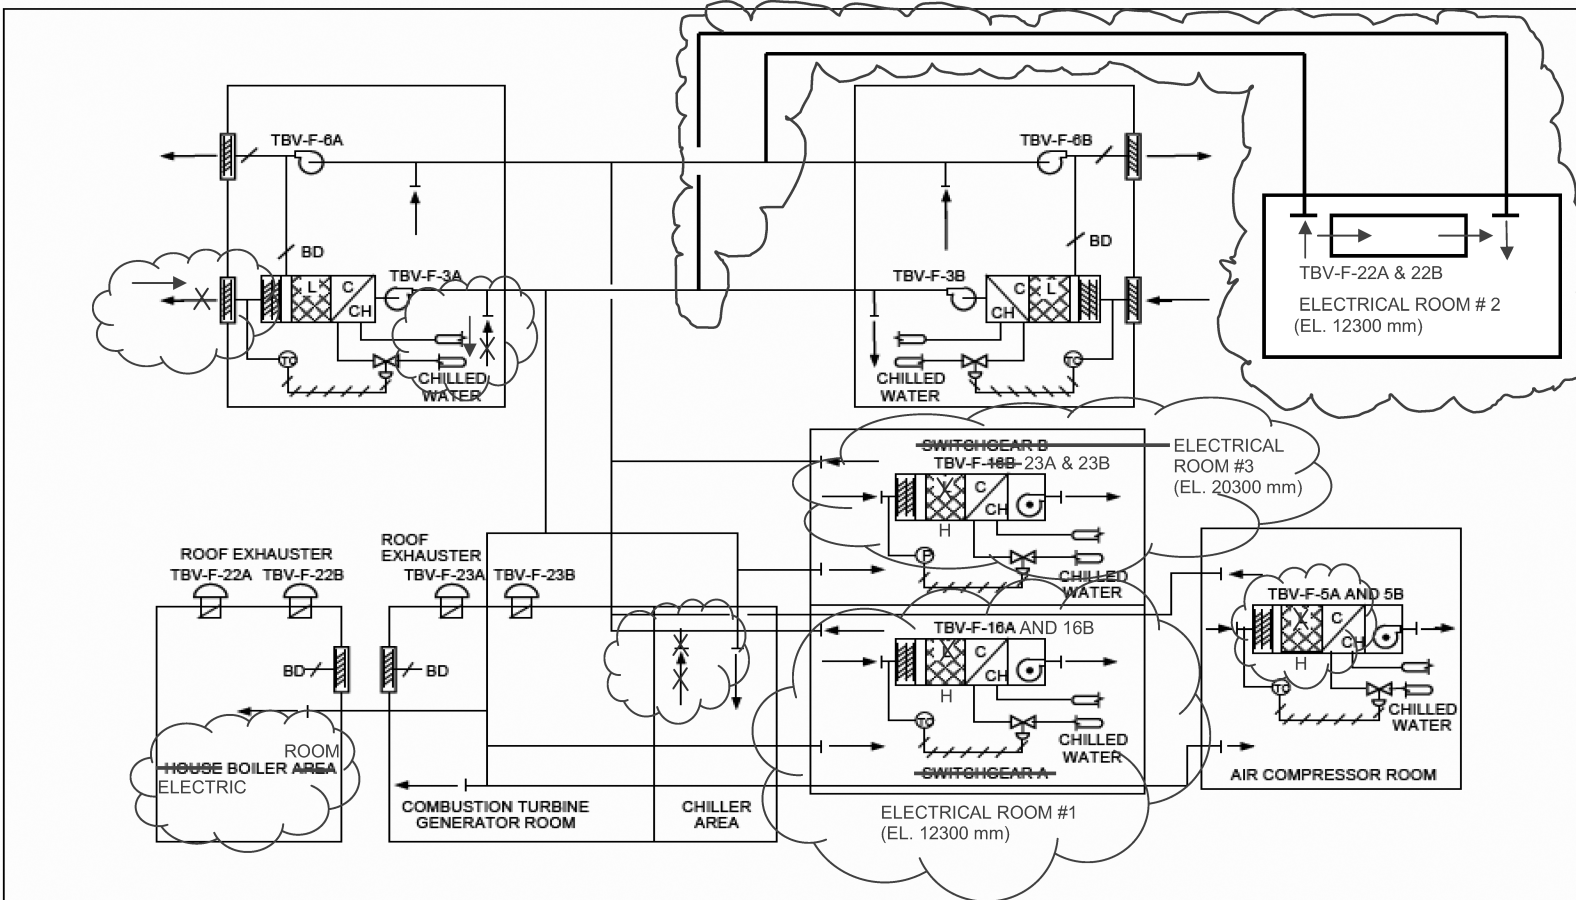 TBV-F-6A
TBV-F-6B
BD
BD
TBV-F-3A
TBV-F-3B
L
C
CH
C
L
CH
TC
TC
CHILLED
WATER
CHILLED
WATER
TBV-F-22A & 22B
ELECTRICAL ROOM # 2
(EL. 12300 mm)
SWITCHGEAR B
ELECTRICAL
ROOM #3
(EL. 20300 mm)
TBV-F-16B 23A & 23B
L
C
CH
H
P
CHILLED
WATER
ROOF EXHAUSTER
TBV-F-22A TBV-F-22B
ROOF
EXHAUSTER
TBV-F-23A TBV-F-23B
BD
BD
TBV-F-16A AND 16B
L
C
CH
H
TC
CHILLED
WATER
SWITCHGEAR A
ELECTRICAL ROOM #1
(EL. 12300 mm)
TBV-F-5A AND 5B
L
C
CH
H
TC
CHILLED
WATER
AIR COMPRESSOR ROOM
ROOM
HOUSE BOILER AREA
ELECTRIC
COMBUSTION TURBINE
GENERATOR ROOM
CHILLER
AREA